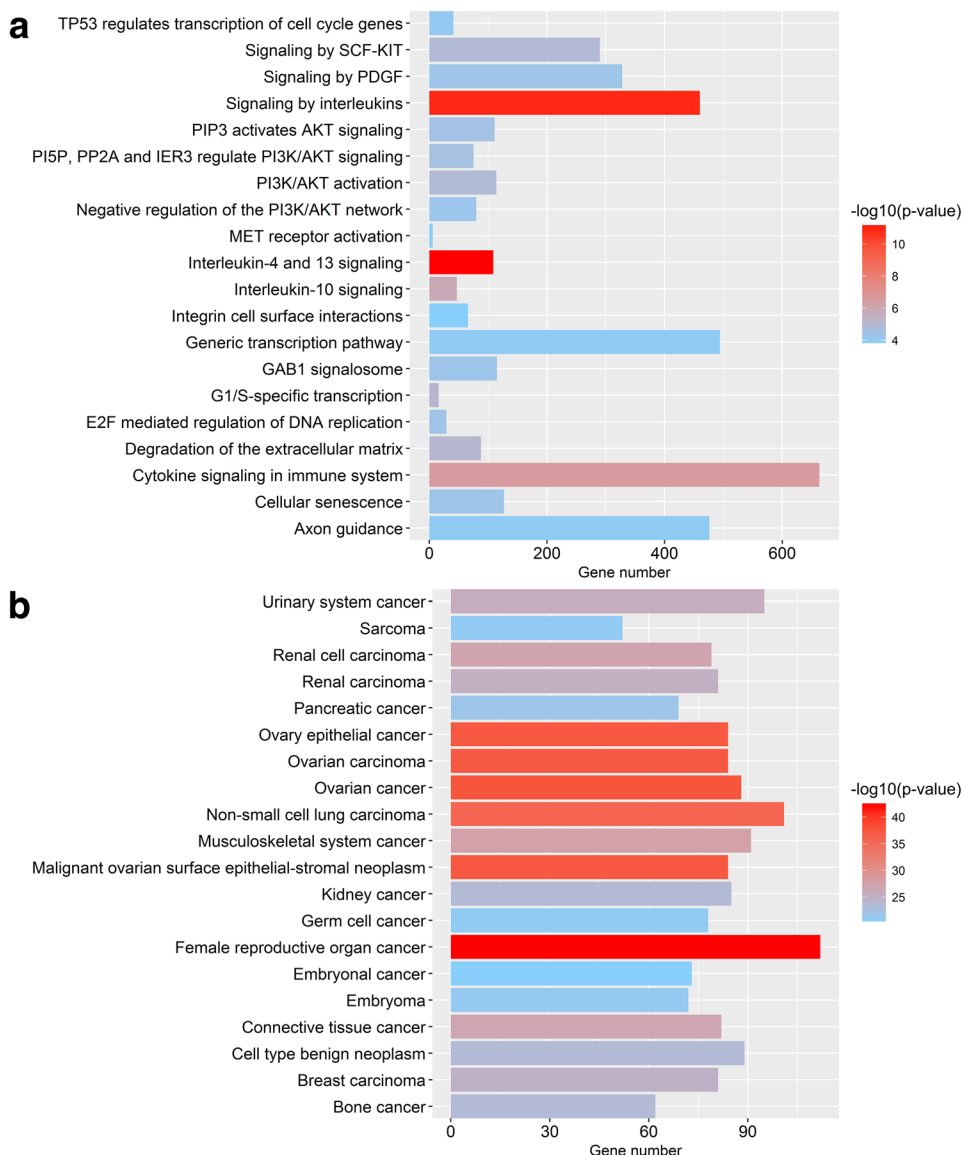 a
TP53 regulates transcription of cell cycle genes
Signaling by SCF-KIT
Signaling by PDGF
Signaling by interleukins
PIP3 activates AKT signaling
PI5P, PP2A and IER3 regulate PI3K/AKT signaling
PI3K/AKT activation
Negative regulation of the PI3K/AKT network
MET receptor activation
Interleukin-4 and 13 signaling
Interleukin-10 signaling
Integrin cell surface interactions
Generic transcription pathway
GAB1 signalosome
G1/S-specific transcription
E2F mediated regulation of DNA replication
Degradation of the extracellular matrix
Cytokine signaling in immune system
Cellular senescence
Axon guidance
0 200 400 600
Gene number
-log10(p-value)
10
8
6
4
b
Urinary system cancer
Sarcoma
Renal cell carcinoma
Renal carcinoma
Pancreatic cancer
Ovary epithelial cancer
Ovarian carcinoma
Ovarian cancer
Non-small cell lung carcinoma
Musculoskeletal system cancer
Malignant ovarian surface epithelial-stromal neoplasm
Kidney cancer
Germ cell cancer
Female reproductive organ cancer
Embryonal cancer
Embryoma
Connective tissue cancer
Cell type benign neoplasm
Breast carcinoma
Bone cancer
0 30 60 90
Gene number
-log10(p-value)
40
35
30
25